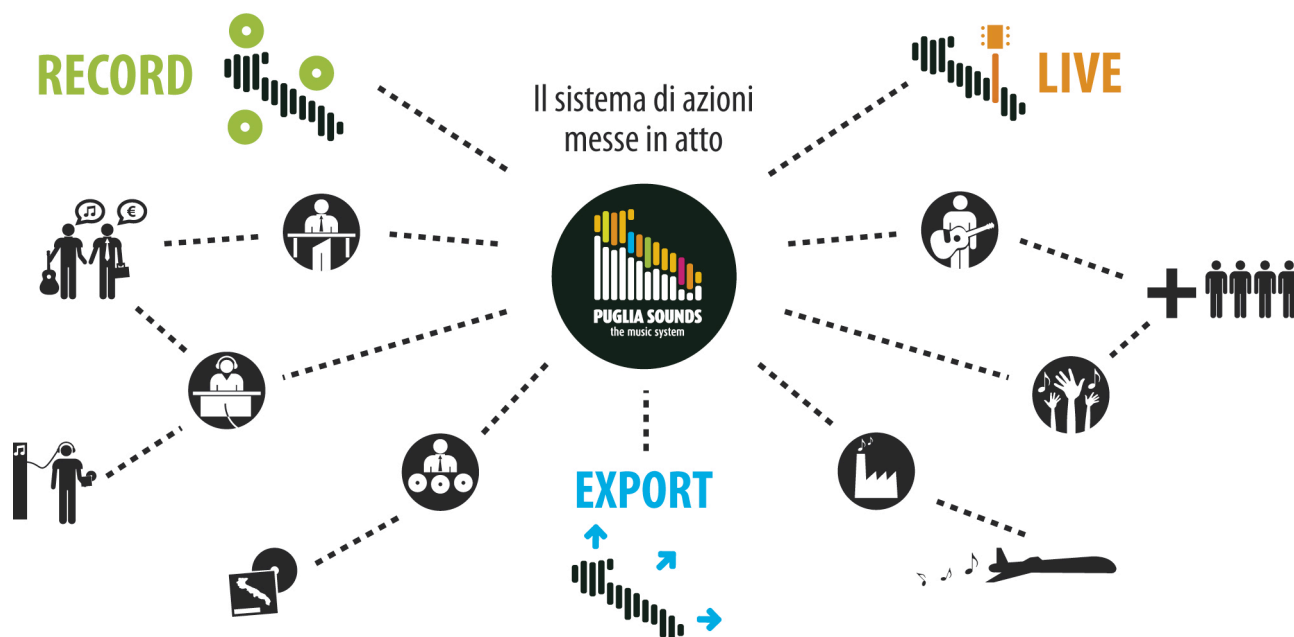 RECORD
LIVE
Il sistema di azioni
messe in atto
€
PUGLIA SOUNDS
the music system
EXPORT